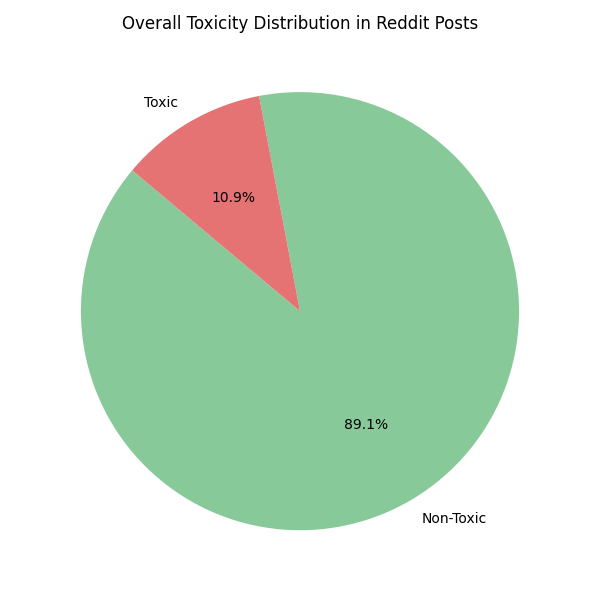 Overall Toxicity Distribution in Reddit Posts
Toxic
10.9%
89.1%
Non-Toxic